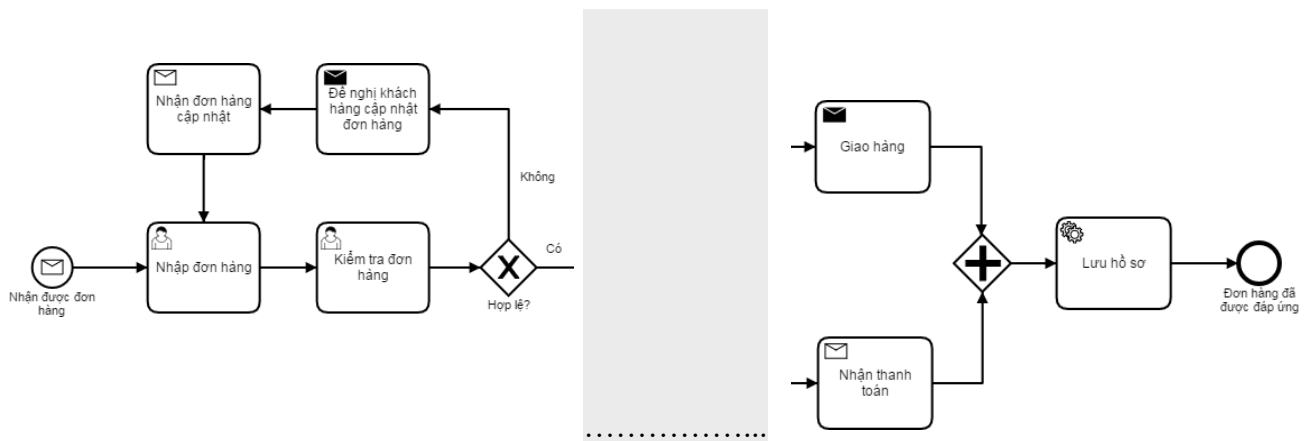 Nhận đơn hàng
cập nhật
Đề nghị khách
hàng cập nhật
đơn hàng
Không
Nhập đơn hàng
Kiểm tra đơn
hàng
Có
Hợp lệ?
Nhận được đơn
hàng
Giao hàng
Lưu hồ sơ
Đơn hàng đã
được đáp ứng
Nhận thanh
toán